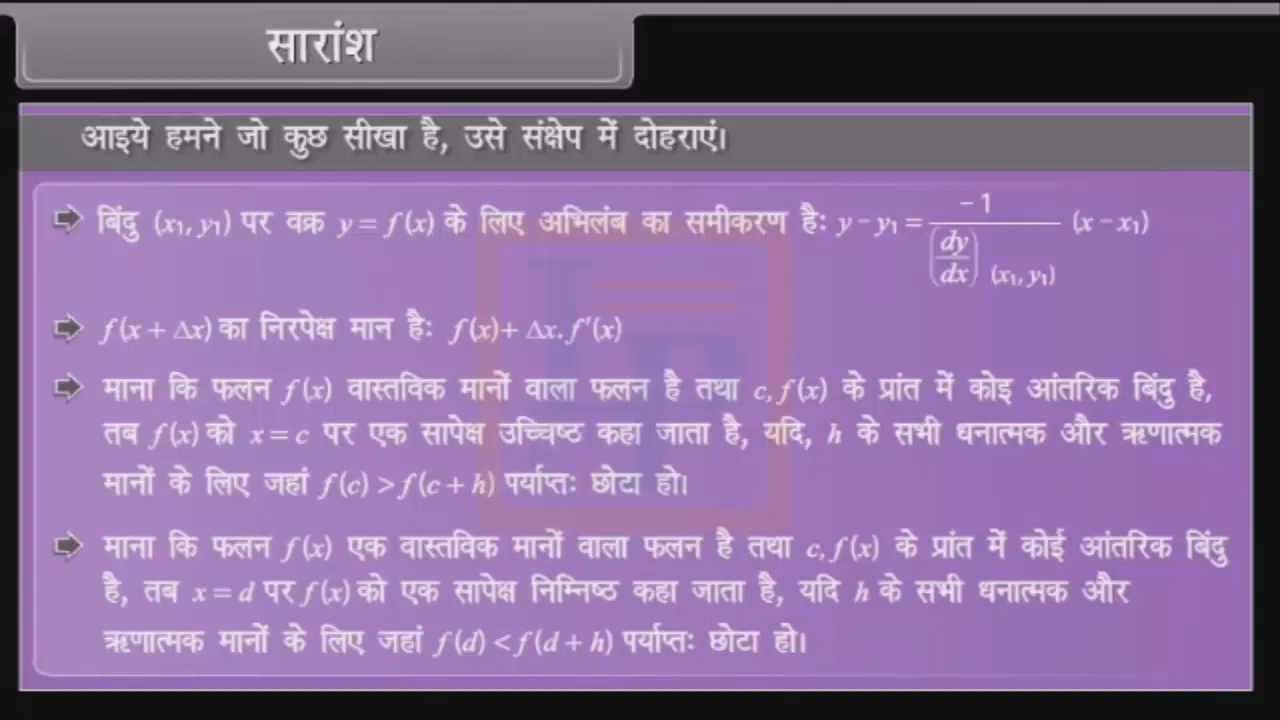 सारांश
आइये हमने जो कुछ सीखा है, उसे संक्षेप में दोहराएं।
⇨ बिंदु (x₁, y₁) पर वक्र y = f(x) के लिए अभिलंब का समीकरण हैः y − y₁ = −1 / (dy/dx) (x₁, y₁) (x − x₁)
⇨ f(x + Δx) का निरपेक्ष मान हैः f(x)+ Δx. f′(x)
⇨ माना कि फलन f(x) वास्तविक मानों वाला फलन है तथा c, f(x) के प्रांत में कोइ आंतरिक बिंदु है,
तब f(x) को x = c पर एक सापेक्ष उच्चिष्ठ कहा जाता है, यदि, h के सभी धनात्मक और ऋणात्मक
मानों के लिए जहां f(c) > f(c + h) पर्याप्तः छोटा हो।
⇨ माना कि फलन f(x) एक वास्तविक मानों वाला फलन है तथा c, f(x) के प्रांत में कोई आंतरिक बिंदु
है, तब x = d पर f(x) को एक सापेक्ष निम्निष्ठ कहा जाता है, यदि h के सभी धनात्मक और
ऋणात्मक मानों के लिए जहां f(d) < f(d + h) पर्याप्तः छोटा हो।